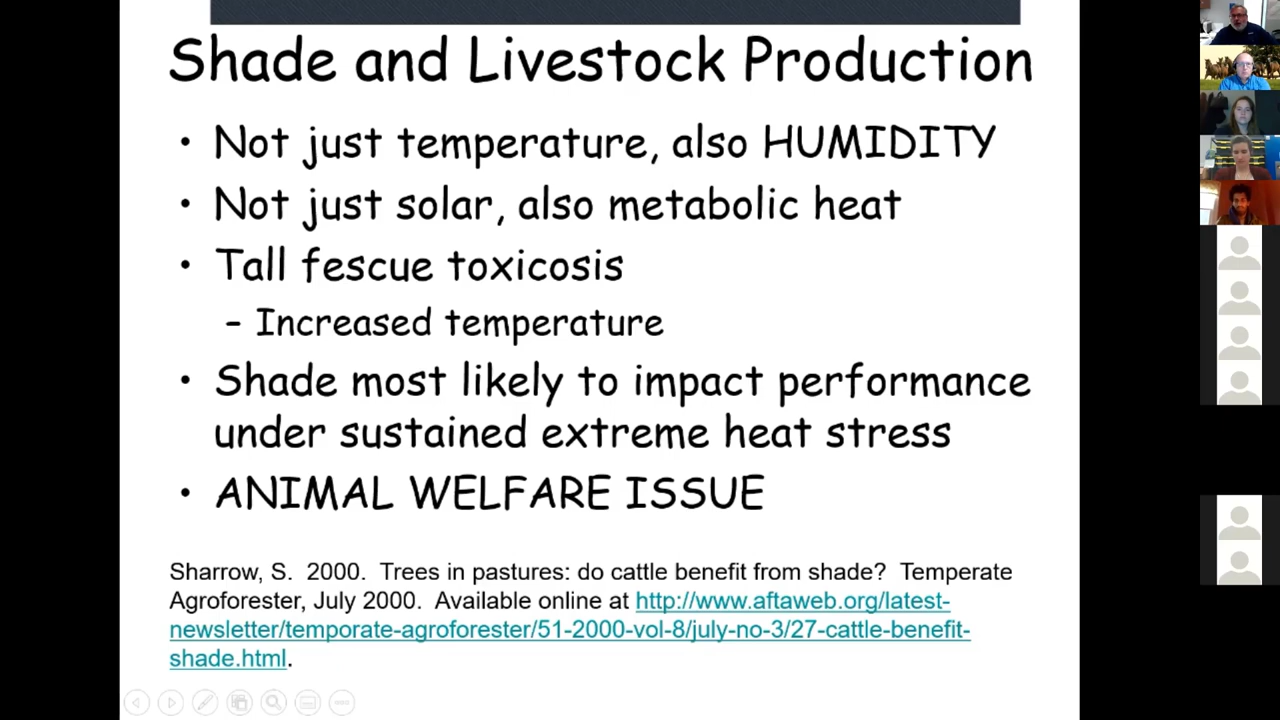 Shade and Livestock Production
• Not just temperature, also HUMIDITY
• Not just solar, also metabolic heat
• Tall fescue toxicosis
– Increased temperature
• Shade most likely to impact performance
under sustained extreme heat stress
• ANIMAL WELFARE ISSUE
Sharrow, S. 2000. Trees in pastures: do cattle benefit from shade? Temperate
Agroforester, July 2000. Available online at http://www.aftaweb.org/latest-
newsletter/temporate-agroforester/51-2000-vol-8/july-no-3/27-cattle-benefit-
shade.html.